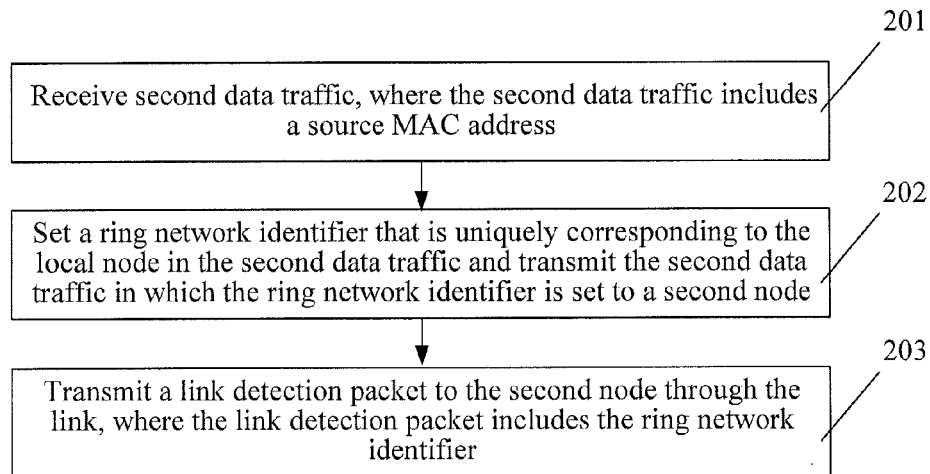 201
Receive second data traffic, where the second data traffic includes
a source MAC address
202
Set a ring network identifier that is uniquely corresponding to the
local node in the second data traffic and transmit the second data
traffic in which the ring network identifier is set to a second node
203
Transmit a link detection packet to the second node through the
link, where the link detection packet includes the ring network
identifier